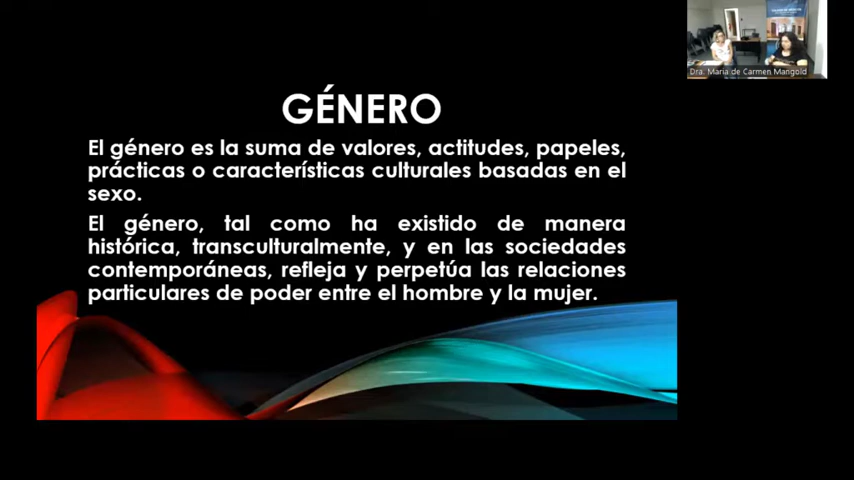 Dra. Maria de Carmen Mangold
GÉNERO
El género es la suma de valores, actitudes, papeles,
prácticas o características culturales basadas en el
sexo.
El género, tal como ha existido de manera
histórica, transculturalmente, y en las sociedades
contemporáneas, refleja y perpetúa las relaciones
particulares de poder entre el hombre y la mujer.